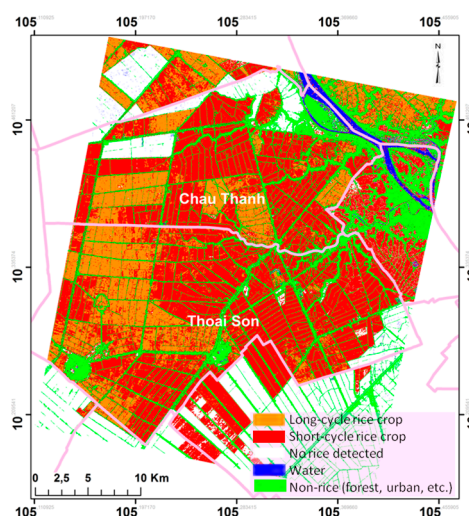 105 105 105 105 105
N
10
10
10
10
10
10
Chau Thanh
Thoai Son
Long-cycle rice crop
Short-cycle rice crop
No rice detected
Water
Non-rice (forest, urban, etc.)
0 2,5 5 10 Km
105 105 105 105 105